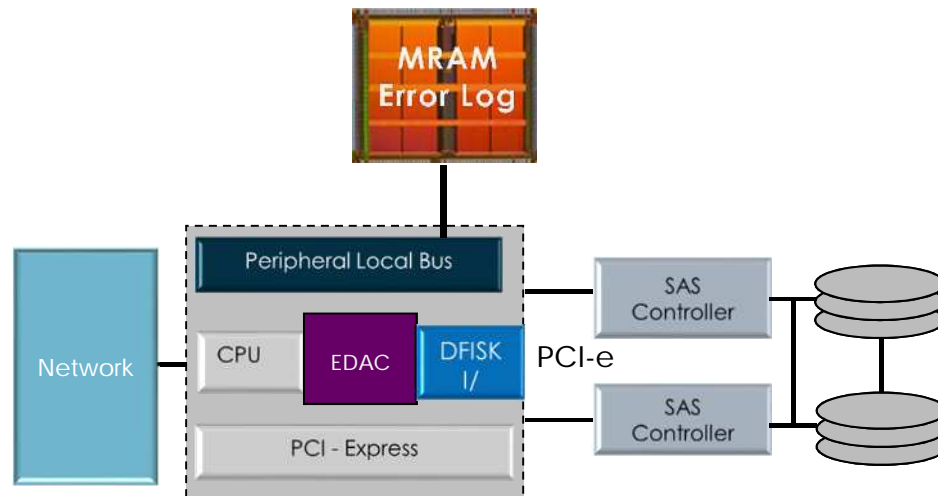 MRAM
Error Log
Peripheral Local Bus
SAS
Controller
Network
CPU
EDAC
DFISK
I/
PCI-e
SAS
Controller
PCI - Express